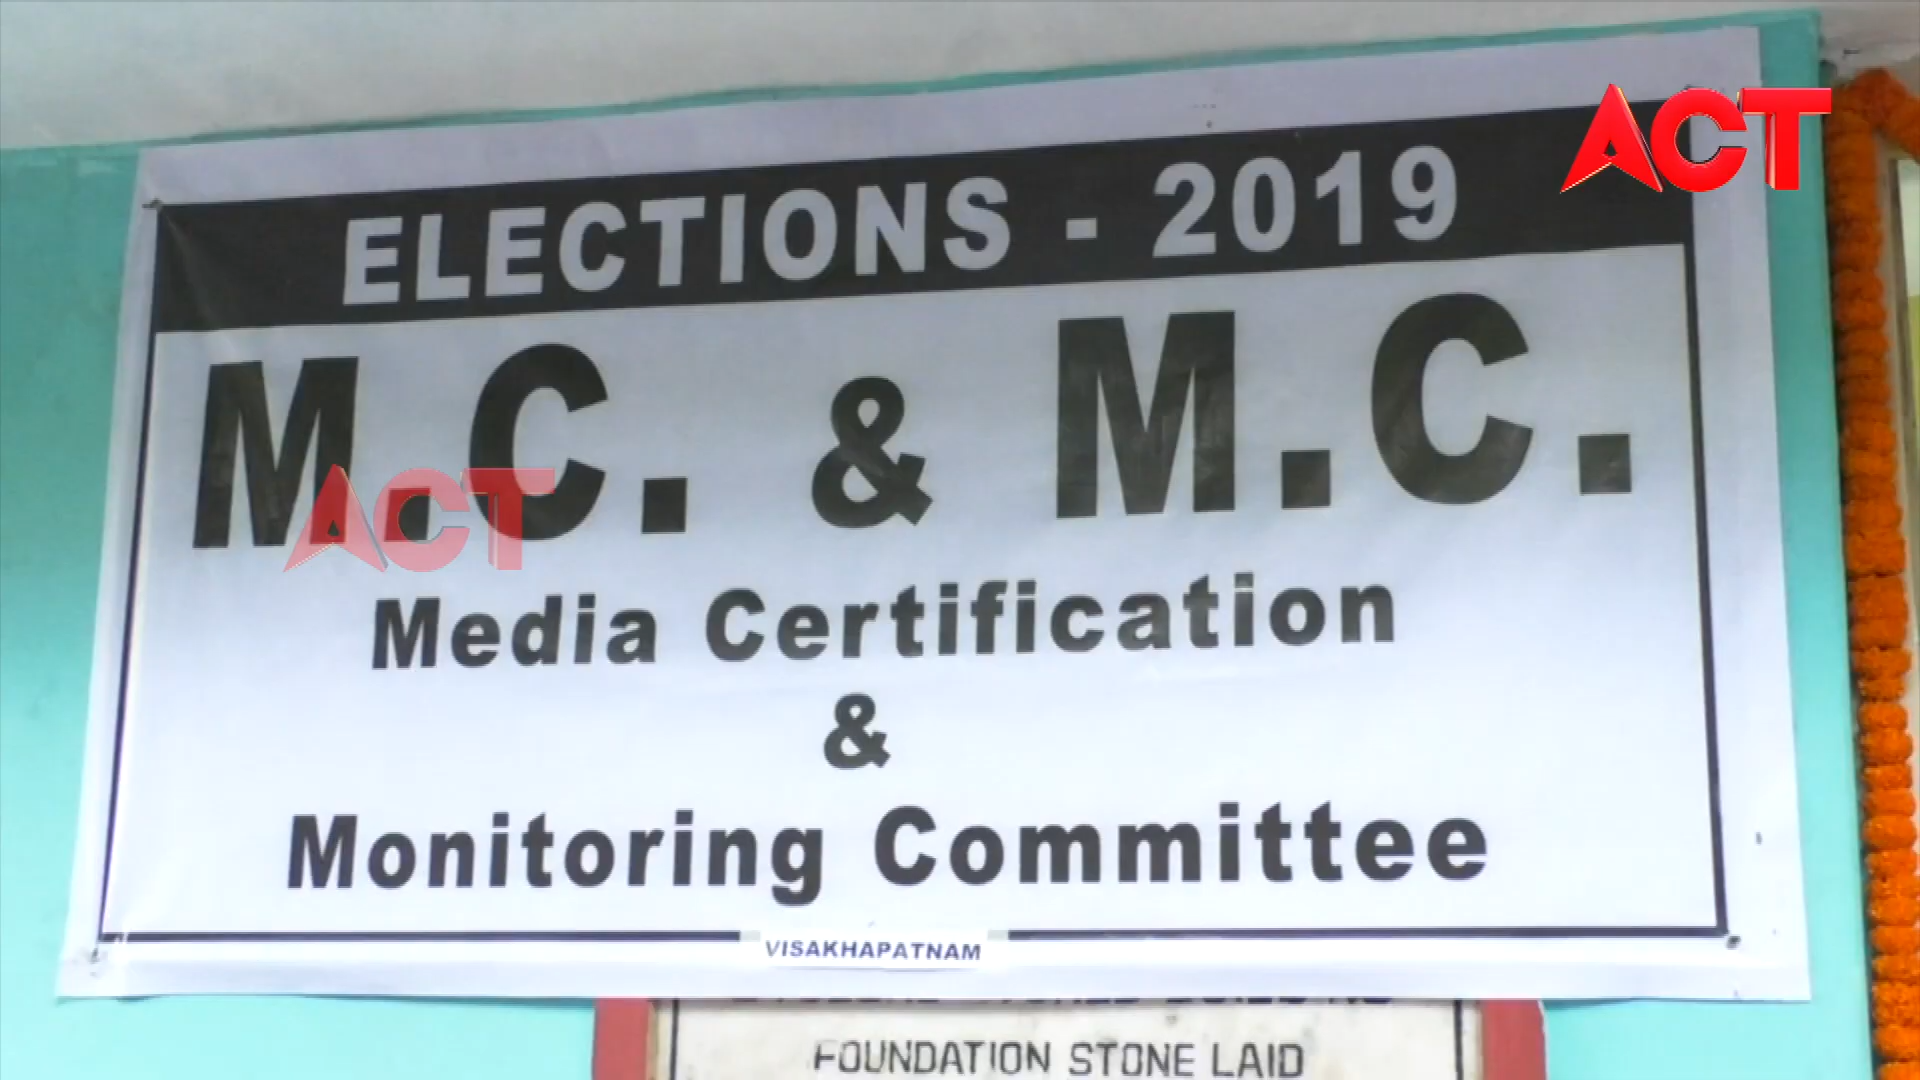 ACT
ELECTIONS - 2019
M.C. & M.C.
ACT
Media Certification
&
Monitoring Committee
VISAKHAPATNAM
FOUNDATION STONE LAID